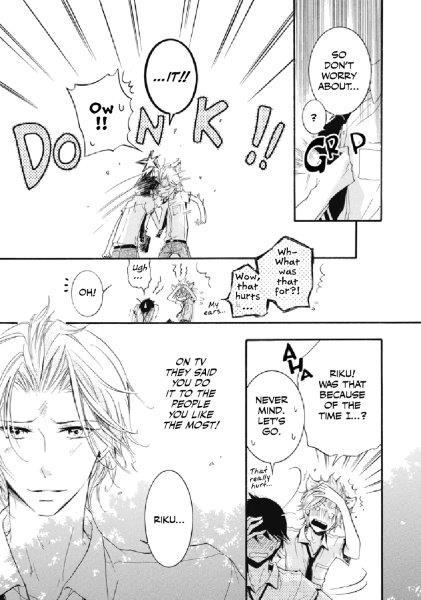 SO
DON'T
WORRY
ABOUT...
?
GRP
...IT!!
Ow
!!
DONK!!
Wh-
What
was
that
for?!
Wow,
that
hurts
...
My
ears...
Ugh
...
OH!
AHA
RIKU!
WAS THAT
BECAUSE
OF THE
TIME I...?
NEVER
MIND.
LET'S
GO.
That
really
hurt...
ON TV
THEY SAID
YOU DO
IT TO THE
PEOPLE
YOU LIKE
THE MOST!
RIKU...